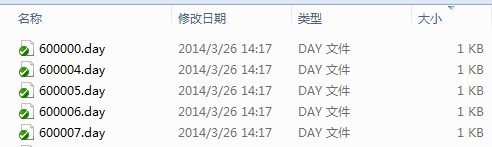 名称 修改日期 类型 大小
600000.day 2014/3/26 14:17 DAY 文件 1 KB
600004.day 2014/3/26 14:17 DAY 文件 1 KB
600005.day 2014/3/26 14:17 DAY 文件 1 KB
600006.day 2014/3/26 14:17 DAY 文件 1 KB
600007.day 2014/3/26 14:17 DAY 文件 1 KB